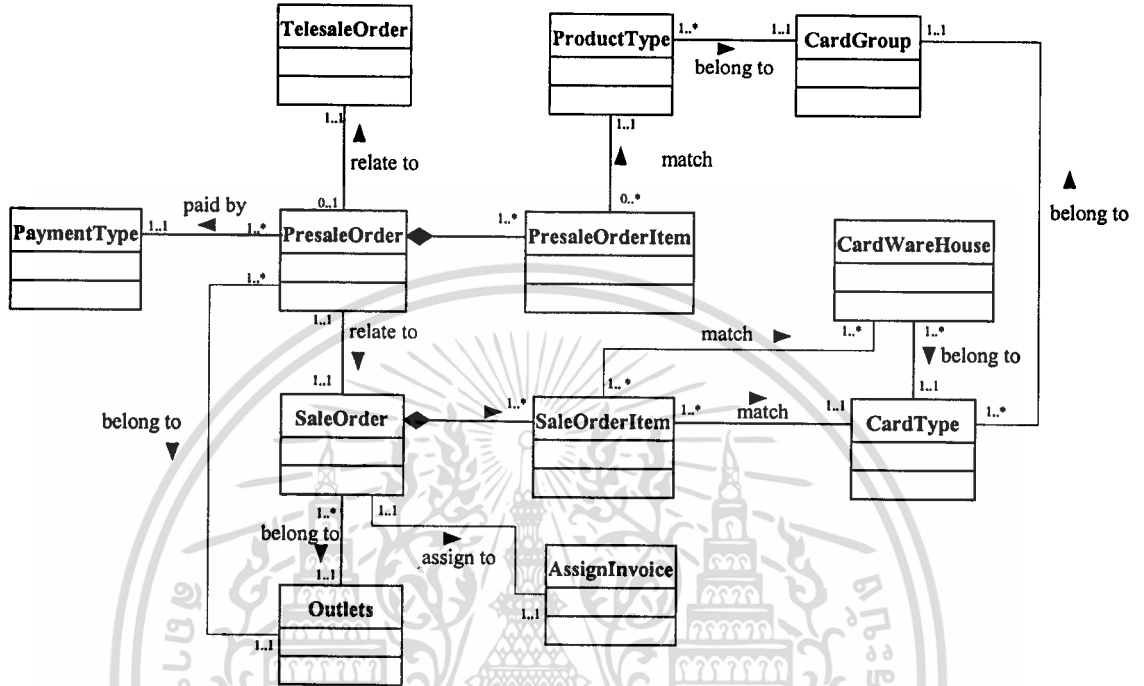 TelesaleOrder
1..1
relate to
0..1
ProductType
1..*
belong to
1..1
CardGroup
1..1
1..1
match
0..*
belong to
PaymentType
1..1
paid by
1..*
PresaleOrder
1..*
PresaleOrderItem
CardWareHouse
1..*
1..1
relate to
1..1
match
1..*
1..*
belong to
1..1
1..*
belong to
SaleOrder
1..*
SaleOrderItem
1..*
match
1..1
CardType
1..*
1..*
belong to
1..1
1..1
assign to
AssignInvoice
1..1
Outlets
1..1